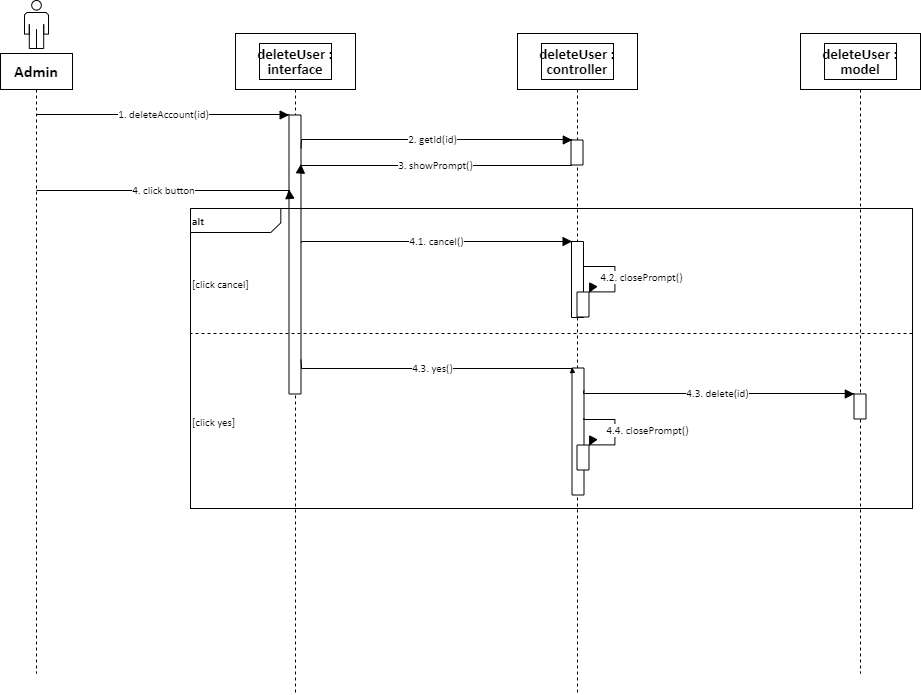 Admin
deleteUser :
interface
deleteUser :
controller
deleteUser :
model
1. deleteAccount(id)
2. getId(id)
3. showPrompt()
4. click button
alt
4.1. cancel()
4.2. closePrompt()
[click cancel]
4.3. yes()
4.3. delete(id)
[click yes]
4.4. closePrompt()